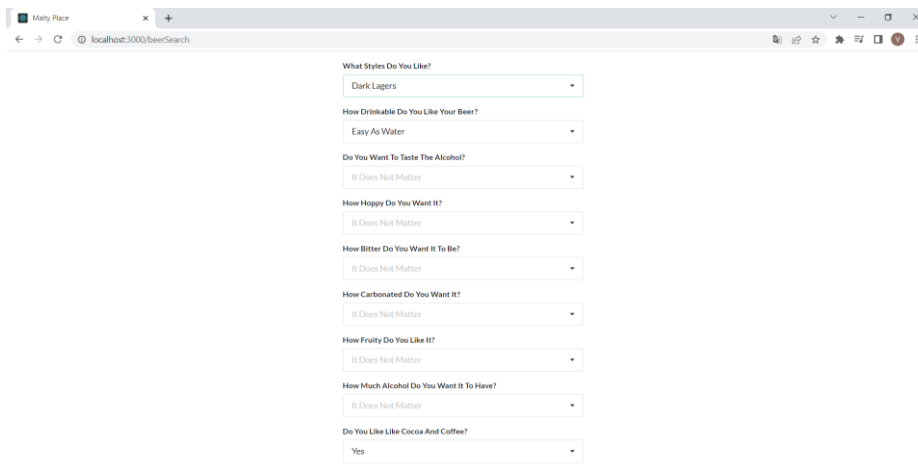 Malty Place
localhost:3000/beerSearch
V
What Styles Do You Like?
Dark Lagers
How Drinkable Do You Like Your Beer?
Easy As Water
Do You Want To Taste The Alcohol?
It Does Not Matter
How Hoppy Do You Want It?
It Does Not Matter
How Bitter Do You Want It To Be?
It Does Not Matter
How Carbonated Do You Want It?
It Does Not Matter
How Fruity Do You Like It?
It Does Not Matter
How Much Alcohol Do You Want It To Have?
It Does Not Matter
Do You Like Like Cocoa And Coffee?
Yes